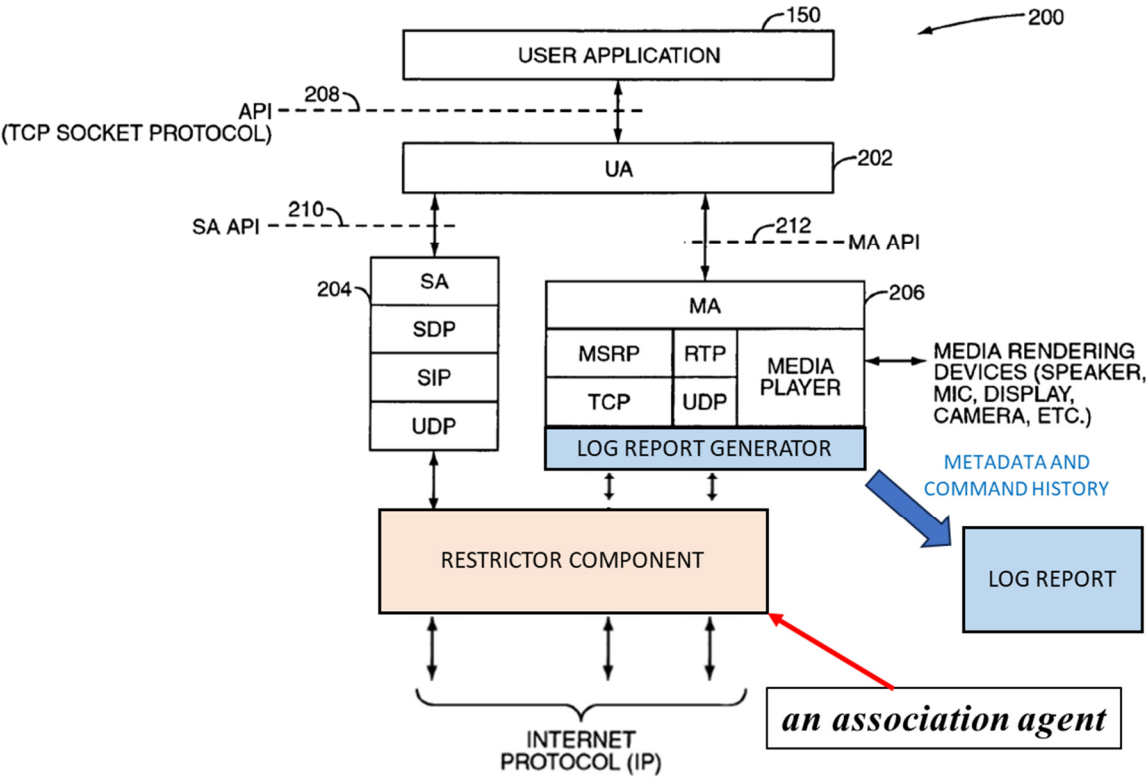 150
200
USER APPLICATION
208
API
(TCP SOCKET PROTOCOL)
UA
202
SA API
210
212
MA API
204
SA
SDP
SIP
UDP
206
MA
MSRP
RTP
MEDIA
PLAYER
TCP
UDP
MEDIA RENDERING
DEVICES (SPEAKER,
MIC, DISPLAY,
CAMERA, ETC.)
LOG REPORT GENERATOR
METADATA AND
COMMAND HISTORY
RESTRICTOR COMPONENT
LOG REPORT
an association agent
INTERNET
PROTOCOL (IP)